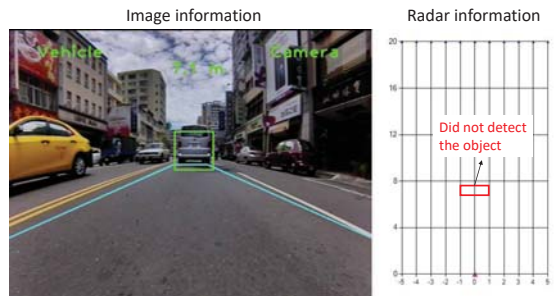 Image information
Radar information
Vehicle
Camera
7.7 m
20
16
12
8
4
0
Did not detect
the object
-5 -4 -3 -2 -1 0 1 2 3 4 5